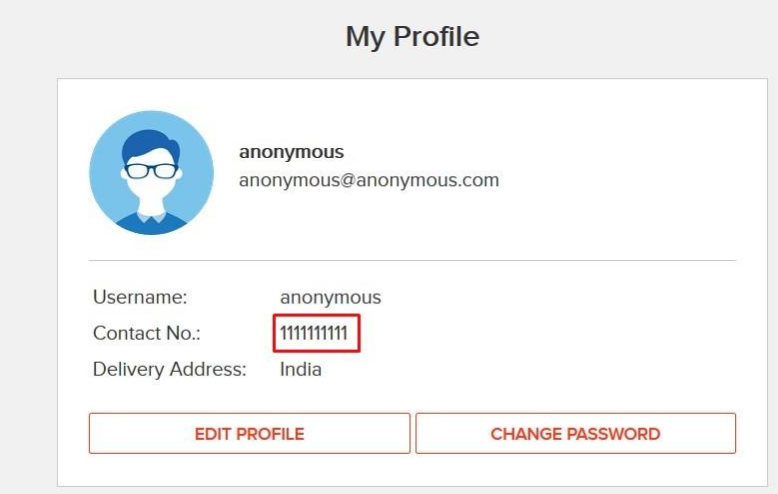 My Profile
anonymous
anonymous@anonymous.com
Username: anonymous
Contact No.: 1111111111
Delivery Address: India
EDIT PROFILE CHANGE PASSWORD